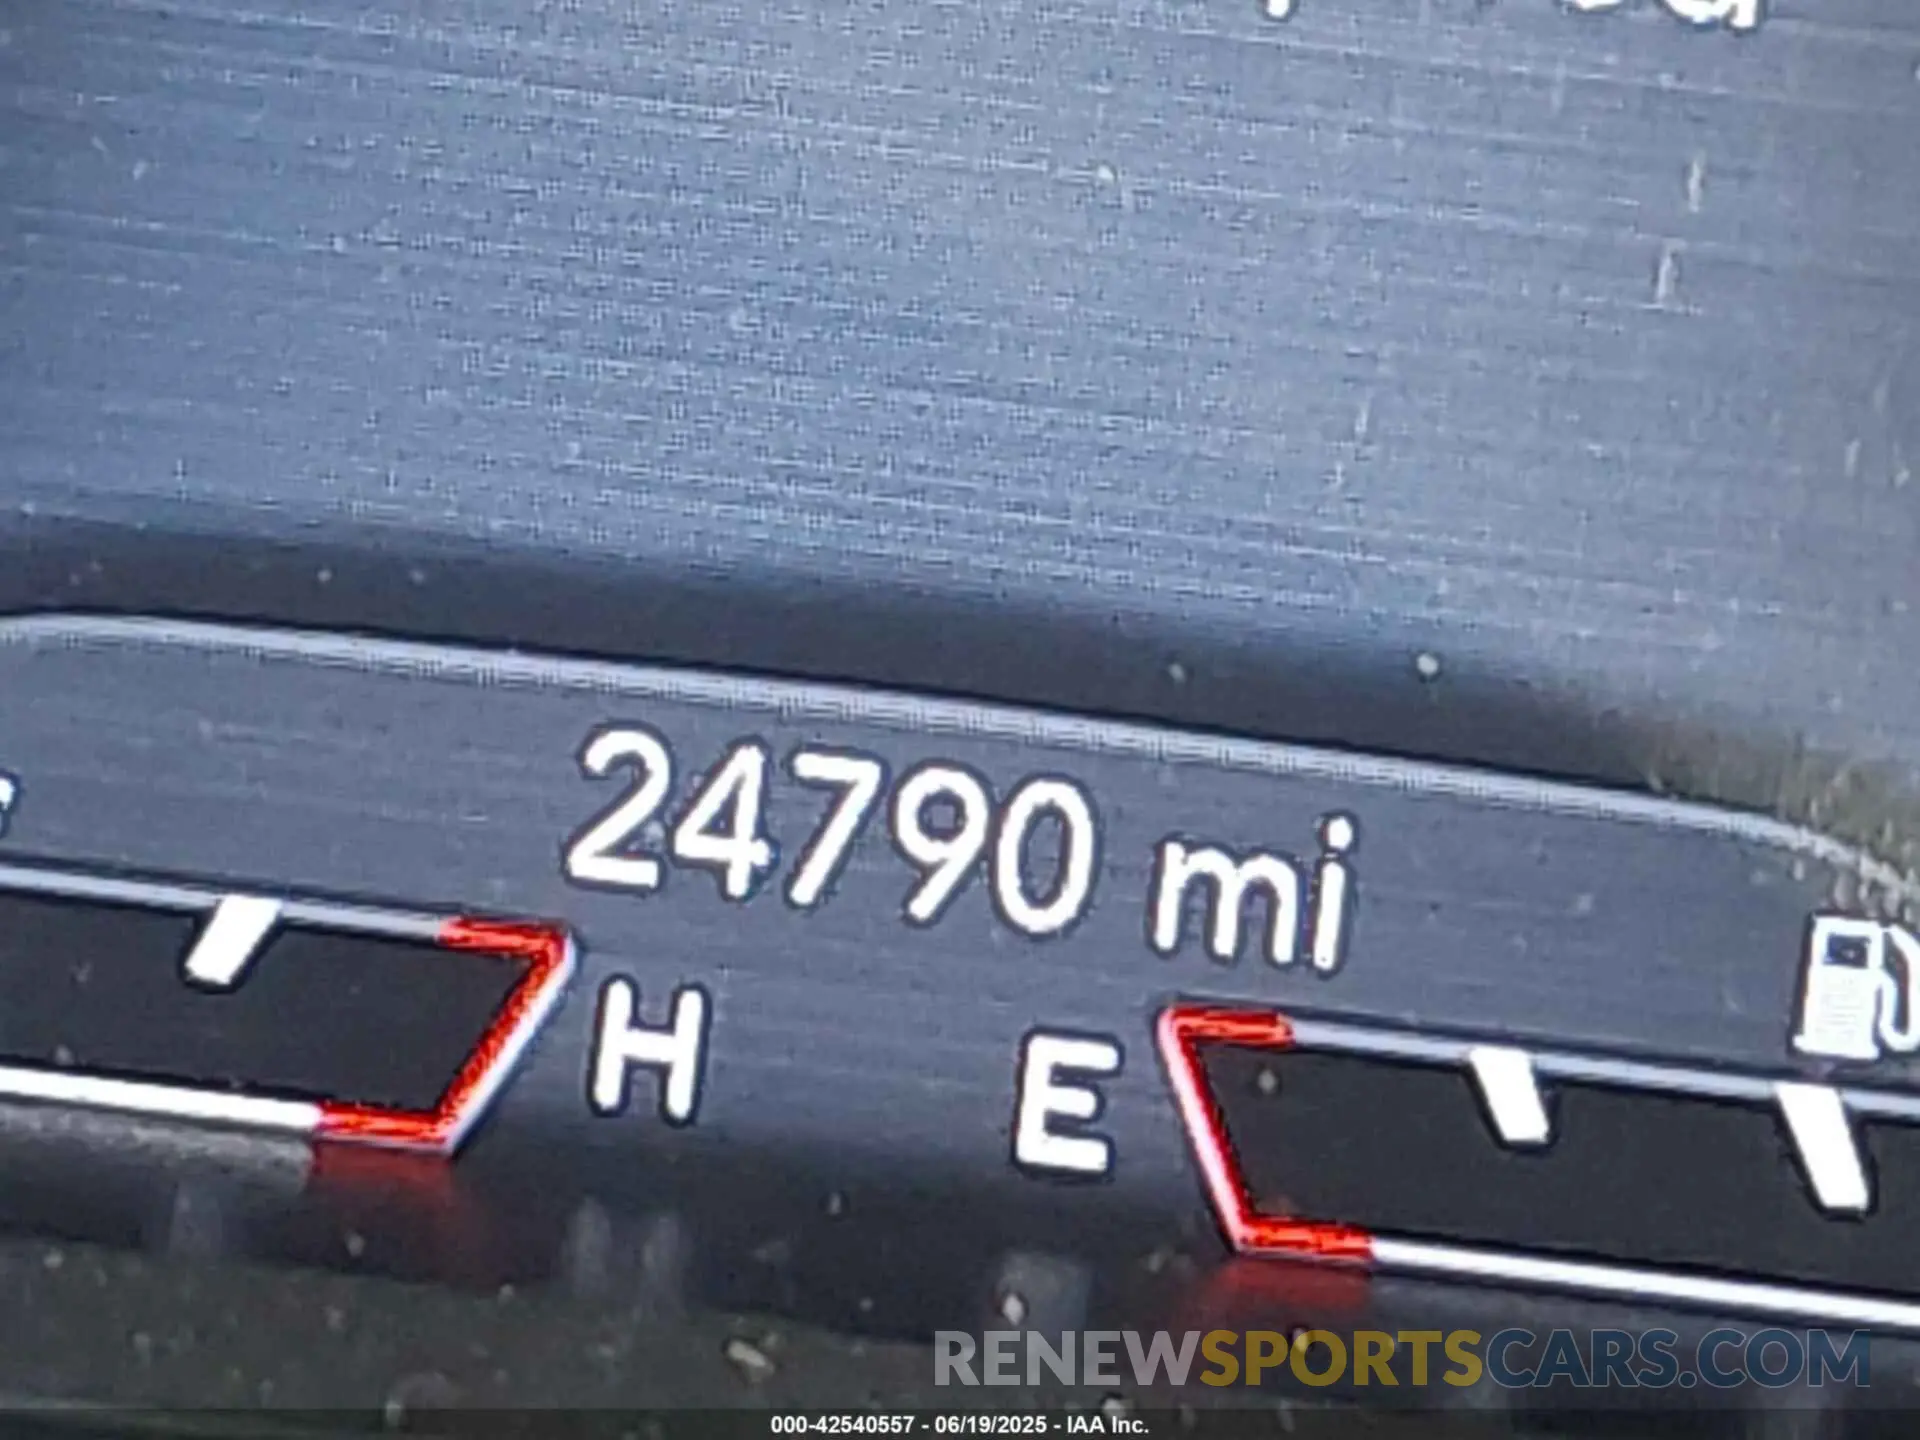 24790 mi
H
E
RENEWSPORTSCARS.COM
000-42540557 - 06/19/2025 - IAA Inc.